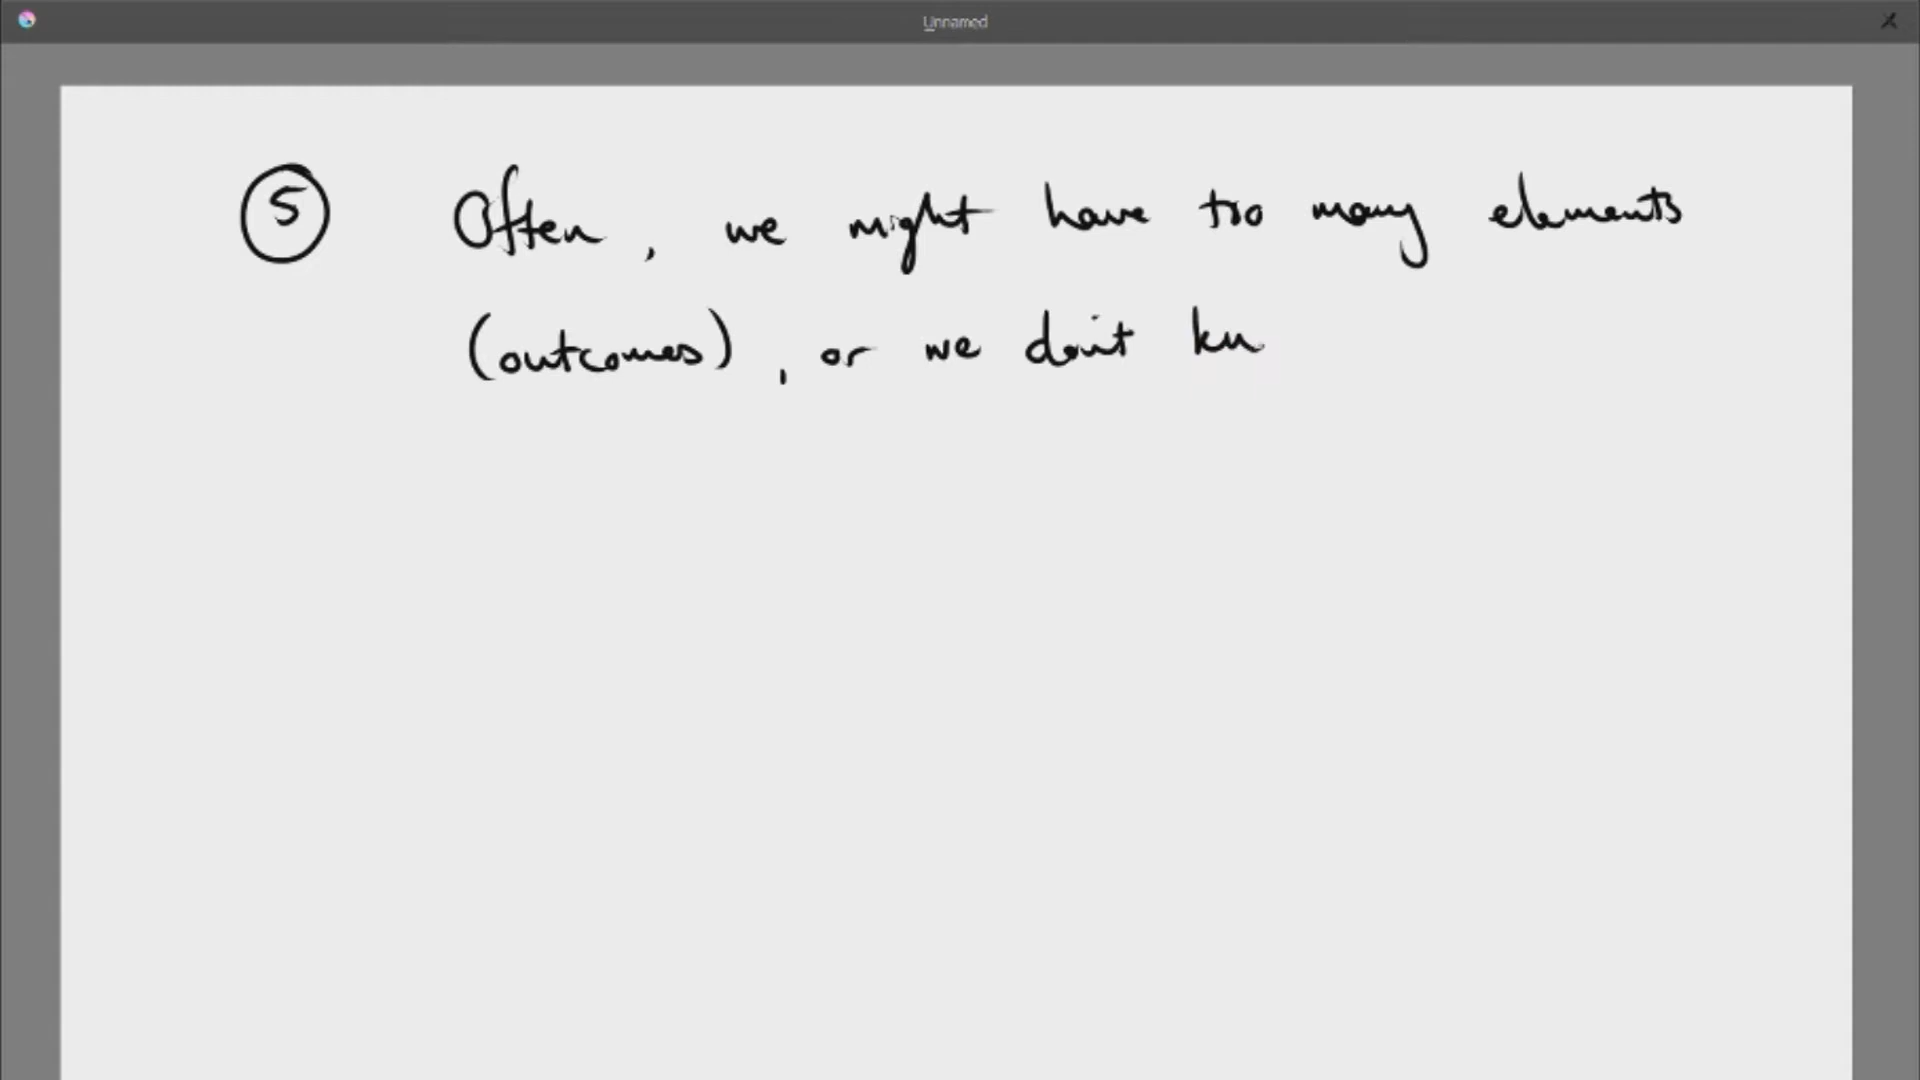 Unnamed
5 Often, we might have too many elements
(outcomes), or we don't kn